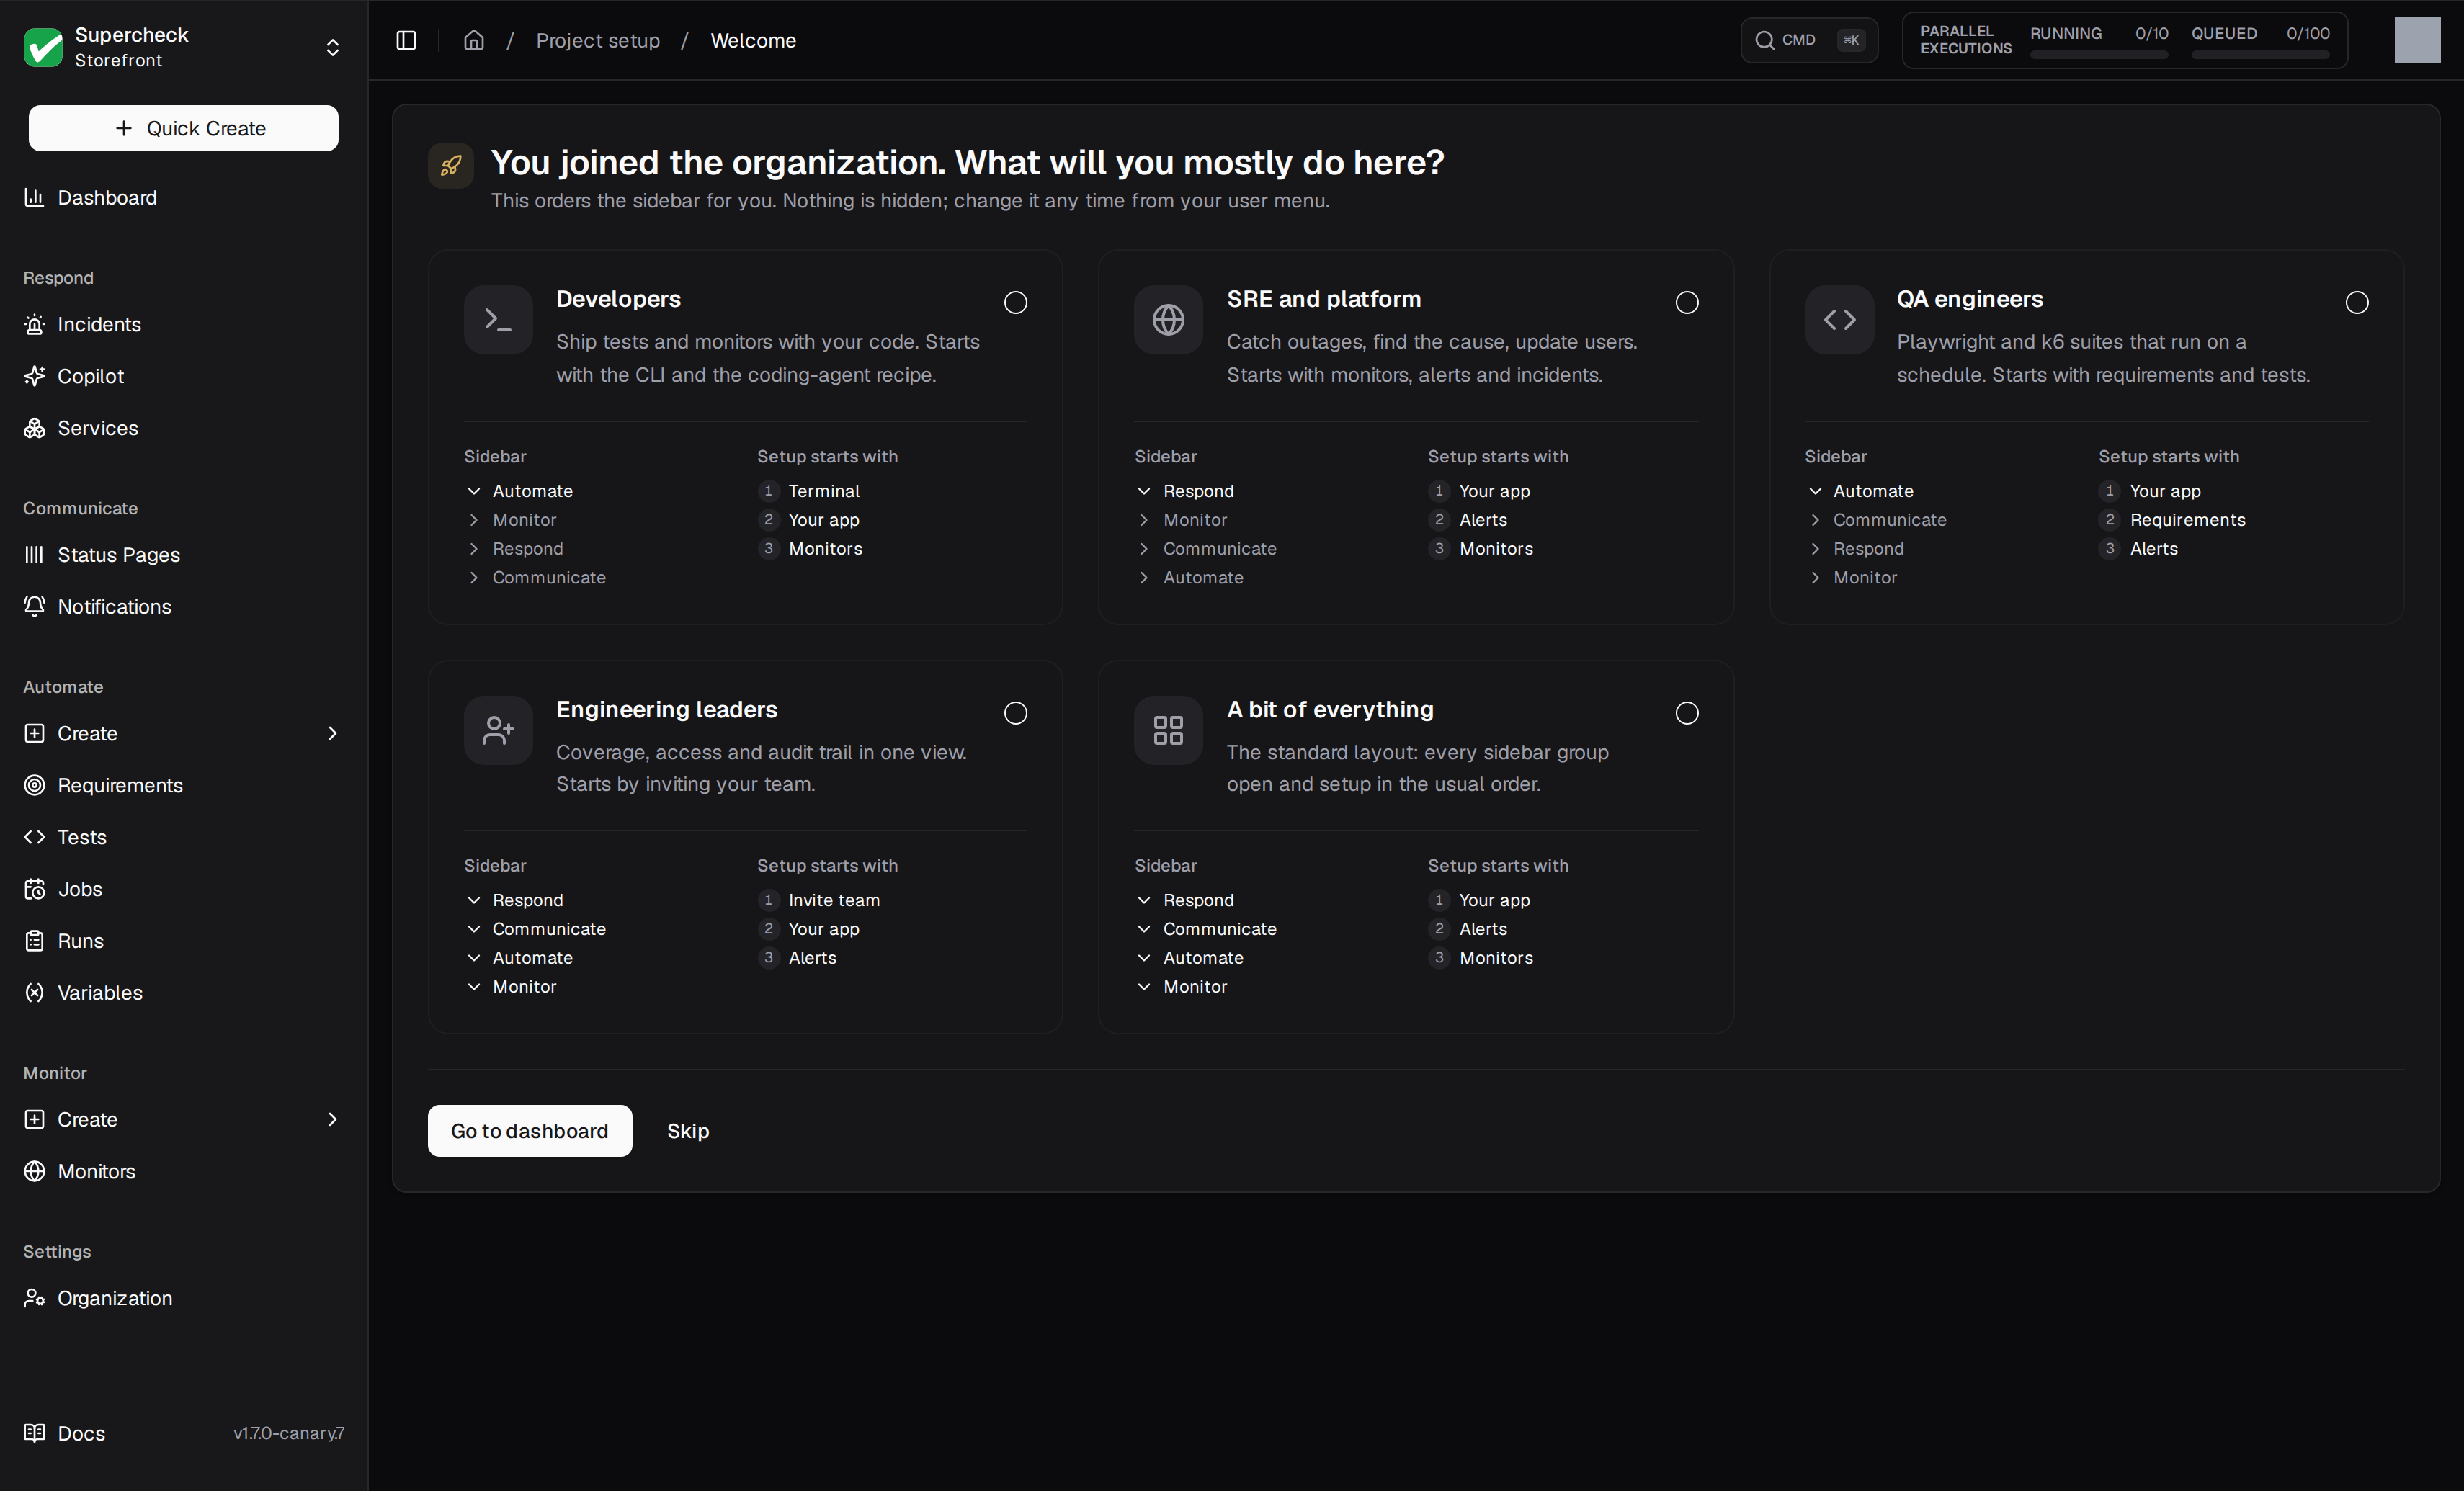 Supercheck
Storefront
Quick Create
Dashboard
Respond
Incidents
Copilot
Services
Communicate
Status Pages
Notifications
Automate
Create
Requirements
Tests
Jobs
Runs
Variables
Monitor
Create
Monitors
Settings
Organization
Docs v1.7.0-canary.7
/ Project setup / Welcome
CMD ⌘K
PARALLEL EXECUTIONS
RUNNING 0/10
QUEUED 0/100
You joined the organization. What will you mostly do here?
This orders the sidebar for you. Nothing is hidden; change it any time from your user menu.
Developers
Ship tests and monitors with your code. Starts
with the CLI and the coding-agent recipe.
Sidebar
Automate
Monitor
Respond
Communicate
Setup starts with
1 Terminal
2 Your app
3 Monitors
SRE and platform
Catch outages, find the cause, update users.
Starts with monitors, alerts and incidents.
Sidebar
Respond
Monitor
Communicate
Automate
Setup starts with
1 Your app
2 Alerts
3 Monitors
QA engineers
Playwright and k6 suites that run on a
schedule. Starts with requirements and tests.
Sidebar
Automate
Communicate
Respond
Monitor
Setup starts with
1 Your app
2 Requirements
3 Alerts
Engineering leaders
Coverage, access and audit trail in one view.
Starts by inviting your team.
Sidebar
Respond
Communicate
Automate
Monitor
Setup starts with
1 Invite team
2 Your app
3 Alerts
A bit of everything
The standard layout: every sidebar group
open and setup in the usual order.
Sidebar
Respond
Communicate
Automate
Monitor
Setup starts with
1 Your app
2 Alerts
3 Monitors
Go to dashboard
Skip